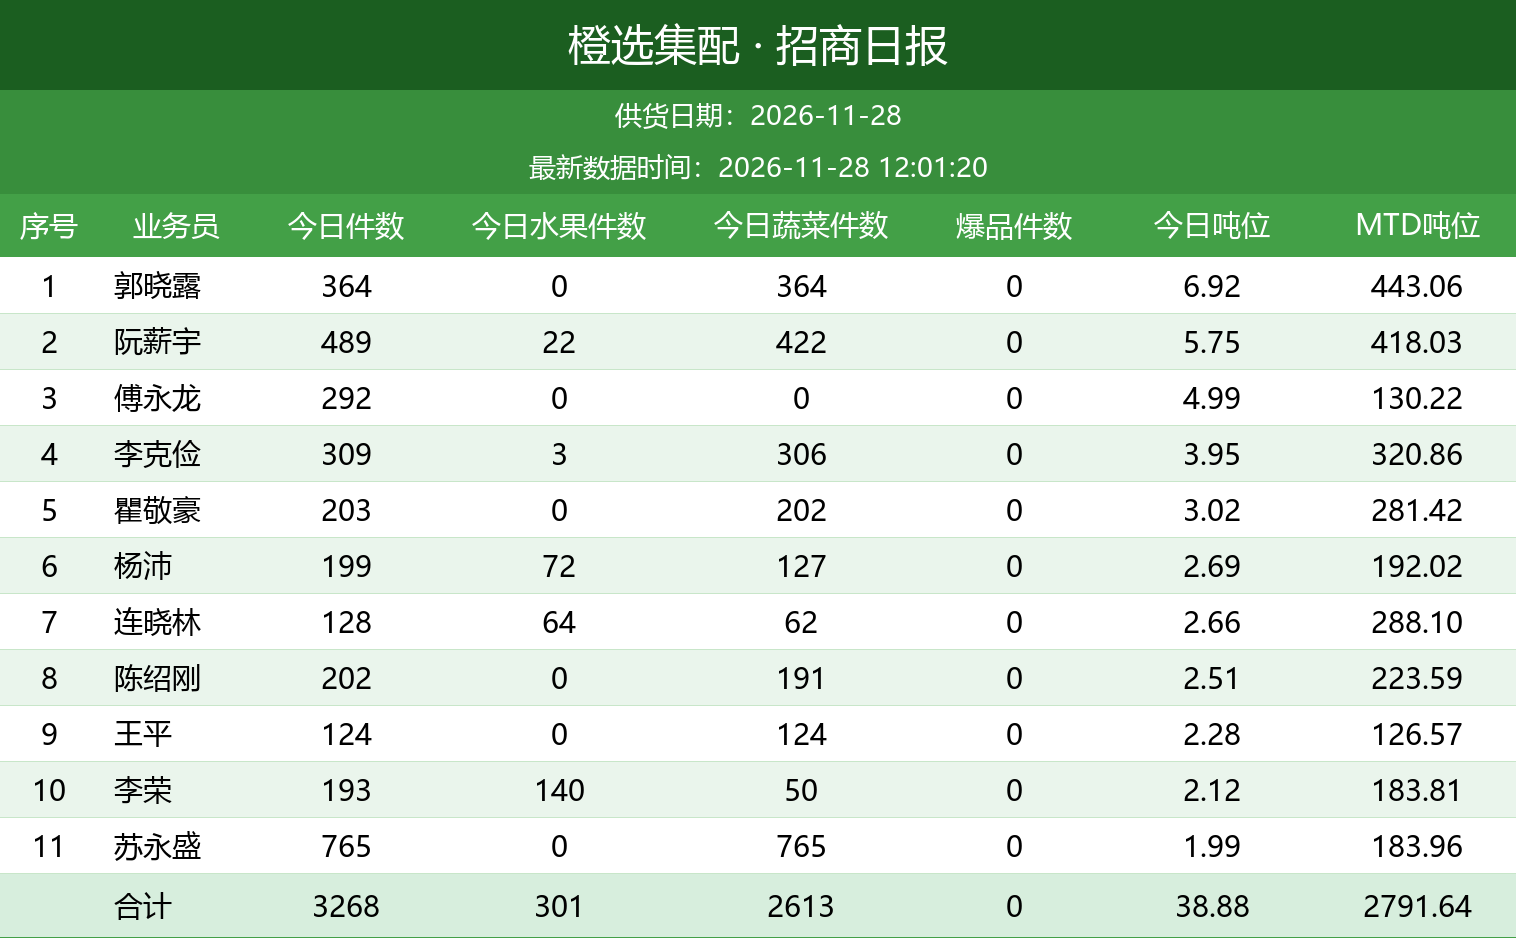 橙选集配 · 招商日报
供货日期：2026-11-28
最新数据时间：2026-11-28 12:01:20
序号 业务员 今日件数 今日水果件数 今日蔬菜件数 爆品件数 今日吨位 MTD吨位
1 郭晓露 364 0 364 0 6.92 443.06
2 阮薪宇 489 22 422 0 5.75 418.03
3 傅永龙 292 0 0 0 4.99 130.22
4 李克俭 309 3 306 0 3.95 320.86
5 瞿敬豪 203 0 202 0 3.02 281.42
6 杨沛 199 72 127 0 2.69 192.02
7 连晓林 128 64 62 0 2.66 288.10
8 陈绍刚 202 0 191 0 2.51 223.59
9 王平 124 0 124 0 2.28 126.57
10 李荣 193 140 50 0 2.12 183.81
11 苏永盛 765 0 765 0 1.99 183.96
合计 3268 301 2613 0 38.88 2791.64